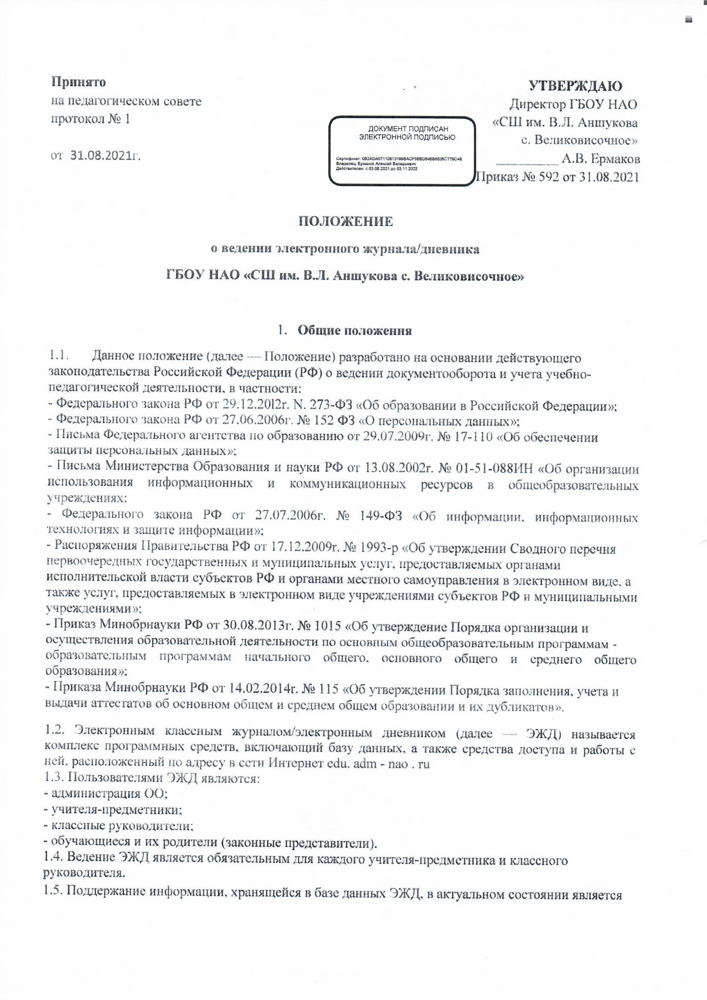 Принято
на педагогическом совете
протокол № 1
от 31.08.2021г.
УТВЕРЖДАЮ
Директор ГБОУ НАО
«СШ им. В.Л. Аншукова
с. Великовисочное»
__________ А.В. Ермаков
Приказ № 592 от 31.08.2021
ДОКУМЕНТ ПОДПИСАН
ЭЛЕКТРОННОЙ ПОДПИСЬЮ
Сертификат:
Владелец: Ермаков Алексей Валерьевич
Действителен: с 03.08.2021 до 03.11.2022
ПОЛОЖЕНИЕ
о ведении электронного журнала/дневника
ГБОУ НАО «СШ им. В.Л. Аншукова с. Великовисочное»
1. Общие положения
1.1. Данное положение (далее — Положение) разработано на основании действующего
законодательства Российской Федерации (РФ) о ведении документооборота и учета учебно-
педагогической деятельности, в частности:
- Федерального закона РФ от 29.12.20l2г. N. 273-ФЗ «Об образовании в Российской Федерации»;
- Федерального закона РФ от 27.06.2006г. № 152 ФЗ «О персональных данных»;
- Письма Федерального агентства по образованию от 29.07.2009г. № 17-110 «Об обеспечении
защиты персональных данных»;
- Письма Министерства Образования и науки РФ от 13.08.2002г. № 01-51-088ИН «Об организации
использования информационных и коммуникационных ресурсов в общеобразовательных
учреждениях;
- Федерального закона РФ от 27.07.2006г. № 149-ФЗ «Об информации, информационных
технологиях и защите информации»;
- Распоряжения Правительства РФ от 17.12.2009г. № 1993-р «Об утверждении Сводного перечня
первоочередных государственных и муниципальных услуг, предоставляемых органами
исполнительской власти субъектов РФ и органами местного самоуправления в электронном виде, а
также услуг, предоставляемых в электронном виде учреждениями субъектов РФ и муниципальными
учреждениями»;
- Приказ Минобрнауки РФ от 30.08.2013г. № 1015 «Об утверждение Порядка организации и
осуществления образовательной деятельности по основным общеобразовательным программам -
образовательным программам начального общего, основного общего и среднего общего
образования»;
- Приказа Минобрнауки РФ от 14.02.2014г. № 115 «Об утверждении Порядка заполнения, учета и
выдачи аттестатов об основном общем и среднем общем образовании и их дубликатов».
1.2. Электронным классным журналом/электронным дневником (далее — ЭЖД) называется
комплекс программных средств, включающий базу данных, а также средства доступа и работы с
ней, расположенный по адресу в сети Интернет edu. adm - nao . ru
1.3. Пользователями ЭЖД являются:
- администрация ОО;
- учителя-предметники;
- классные руководители;
- обучающиеся и их родители (законные представители).
1.4. Ведение ЭЖД является обязательным для каждого учителя-предметника и классного
руководителя.
1.5. Поддержание информации, хранящейся в базе данных ЭЖД, в актуальном состоянии является